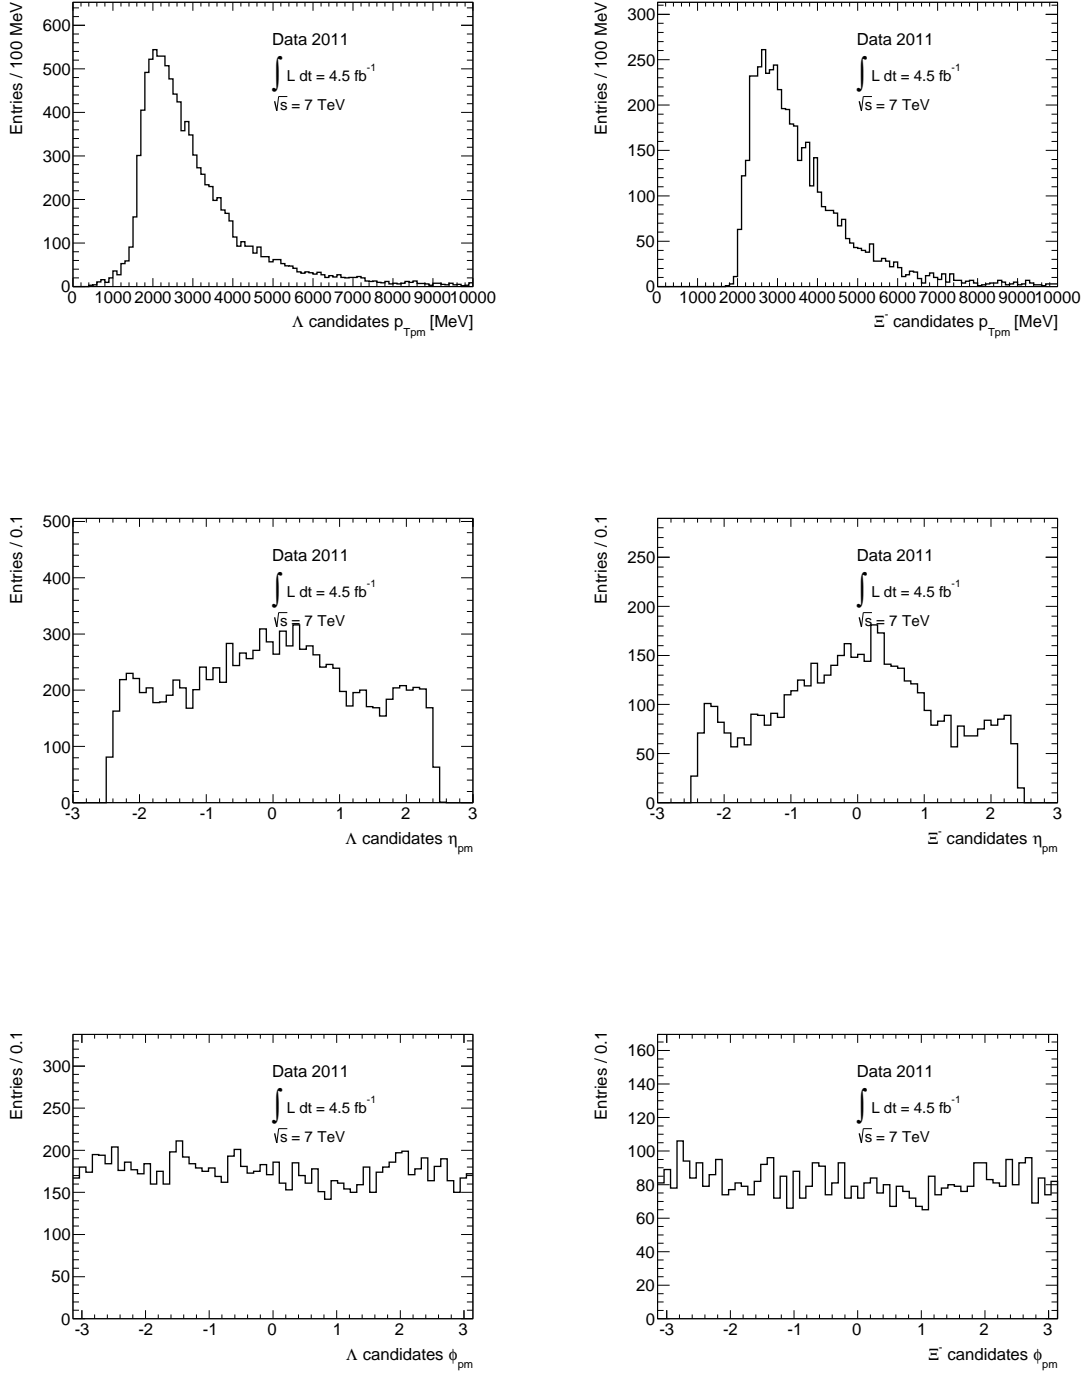 Entries / 100 MeV
600
500
400
300
200
100
0
Data 2011
∫ L dt = 4.5 fb⁻¹
√s = 7 TeV
0 1000 2000 3000 4000 5000 6000 7000 8000 9000 10000
Λ candidates p_Tpm [MeV]
Entries / 100 MeV
300
250
200
150
100
50
0
Data 2011
∫ L dt = 4.5 fb⁻¹
√s = 7 TeV
0 1000 2000 3000 4000 5000 6000 7000 8000 9000 10000
Ξ⁻ candidates p_Tpm [MeV]
Entries / 0.1
500
400
300
200
100
0
Data 2011
∫ L dt = 4.5 fb⁻¹
√s = 7 TeV
-3 -2 -1 0 1 2 3
Λ candidates η_pm
Entries / 0.1
250
200
150
100
50
0
Data 2011
∫ L dt = 4.5 fb⁻¹
√s = 7 TeV
-3 -2 -1 0 1 2 3
Ξ⁻ candidates η_pm
Entries / 0.1
300
250
200
150
100
50
0
Data 2011
∫ L dt = 4.5 fb⁻¹
√s = 7 TeV
-3 -2 -1 0 1 2 3
Λ candidates ϕ_pm
Entries / 0.1
160
140
120
100
80
60
40
20
0
Data 2011
∫ L dt = 4.5 fb⁻¹
√s = 7 TeV
-3 -2 -1 0 1 2 3
Ξ⁻ candidates ϕ_pm